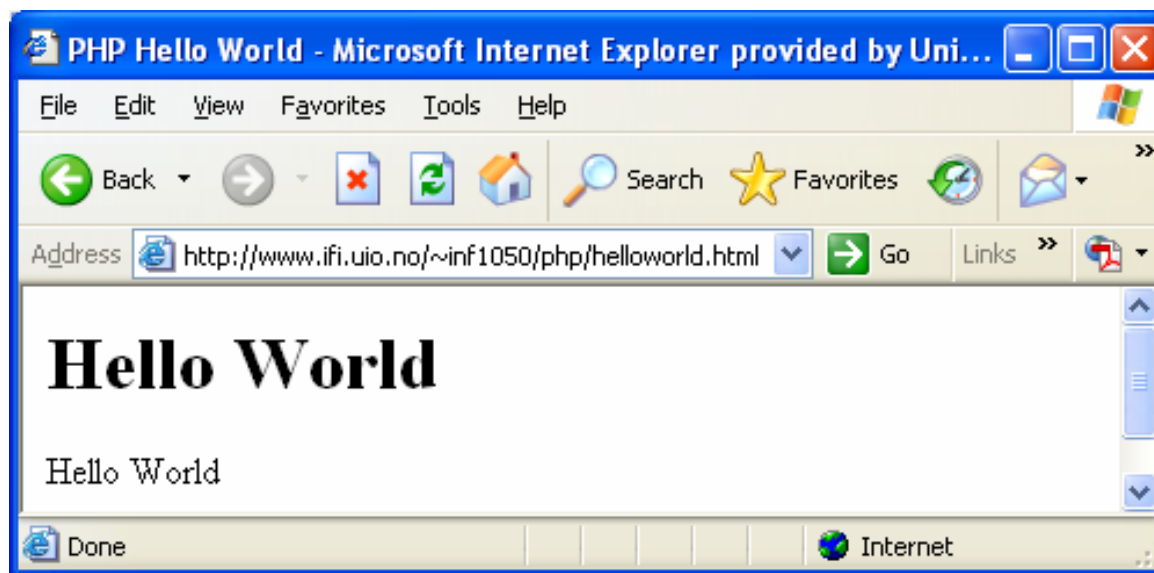 PHP Hello World - Microsoft Internet Explorer provided by Uni...
File Edit View Favorites Tools Help
Back Search Favorites »
Address http://www.ifi.uio.no/~inf1050/php/helloworld.html Go Links »
Hello World
Hello World
Done Internet